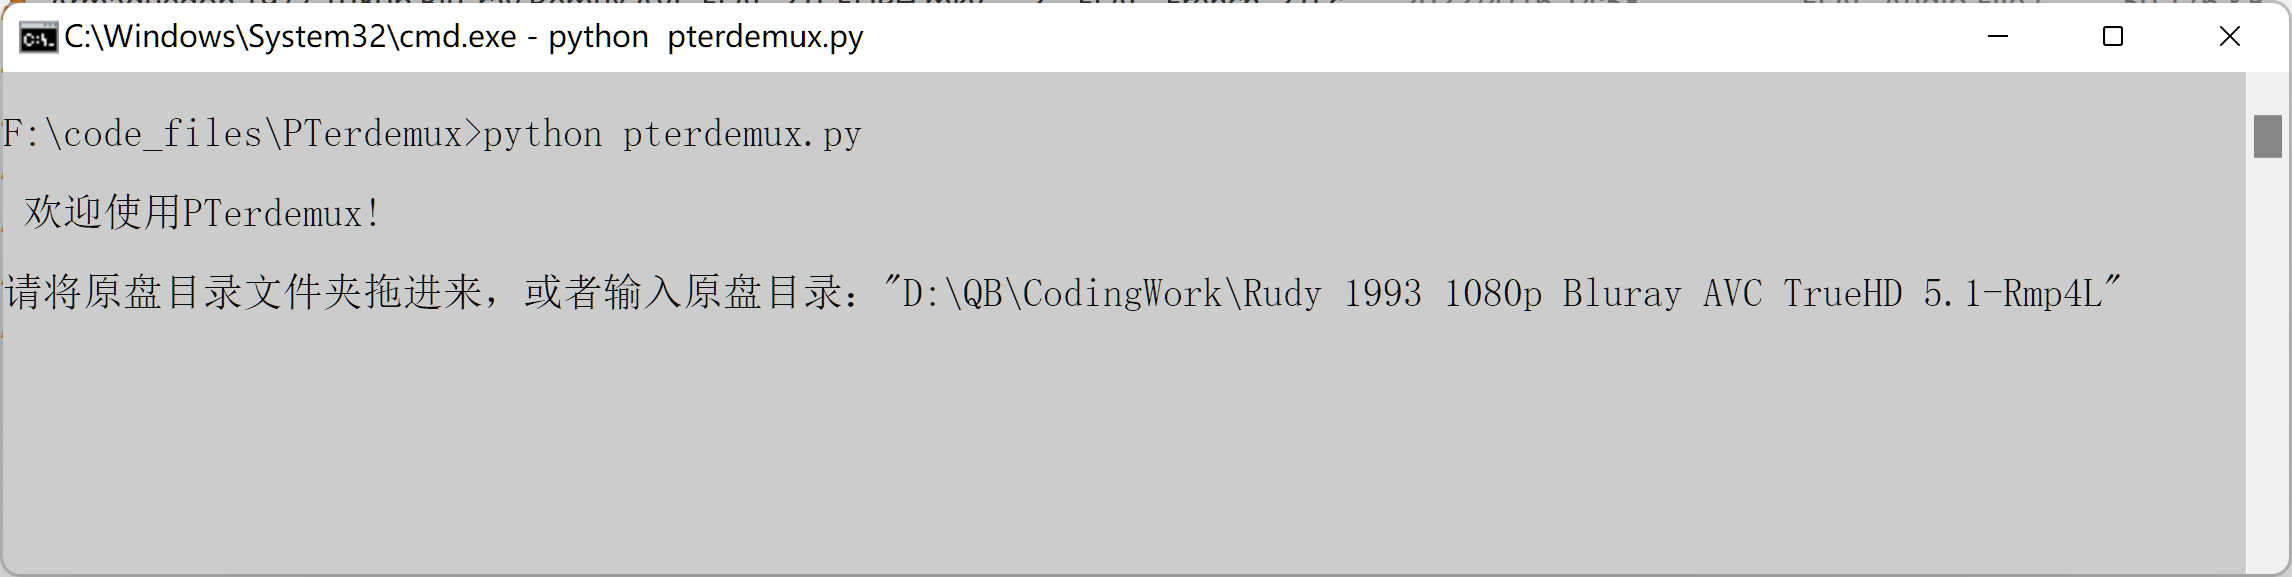 C:\Windows\System32\cmd.exe - python  pterdemux.py
F:\code_files\PTerdemux>python pterdemux.py
欢迎使用PTerdemux!
请将原盘目录文件夹拖进来，或者输入原盘目录："D:\QB\CodingWork\Rudy 1993 1080p Bluray AVC TrueHD 5.1-Rmp4L"